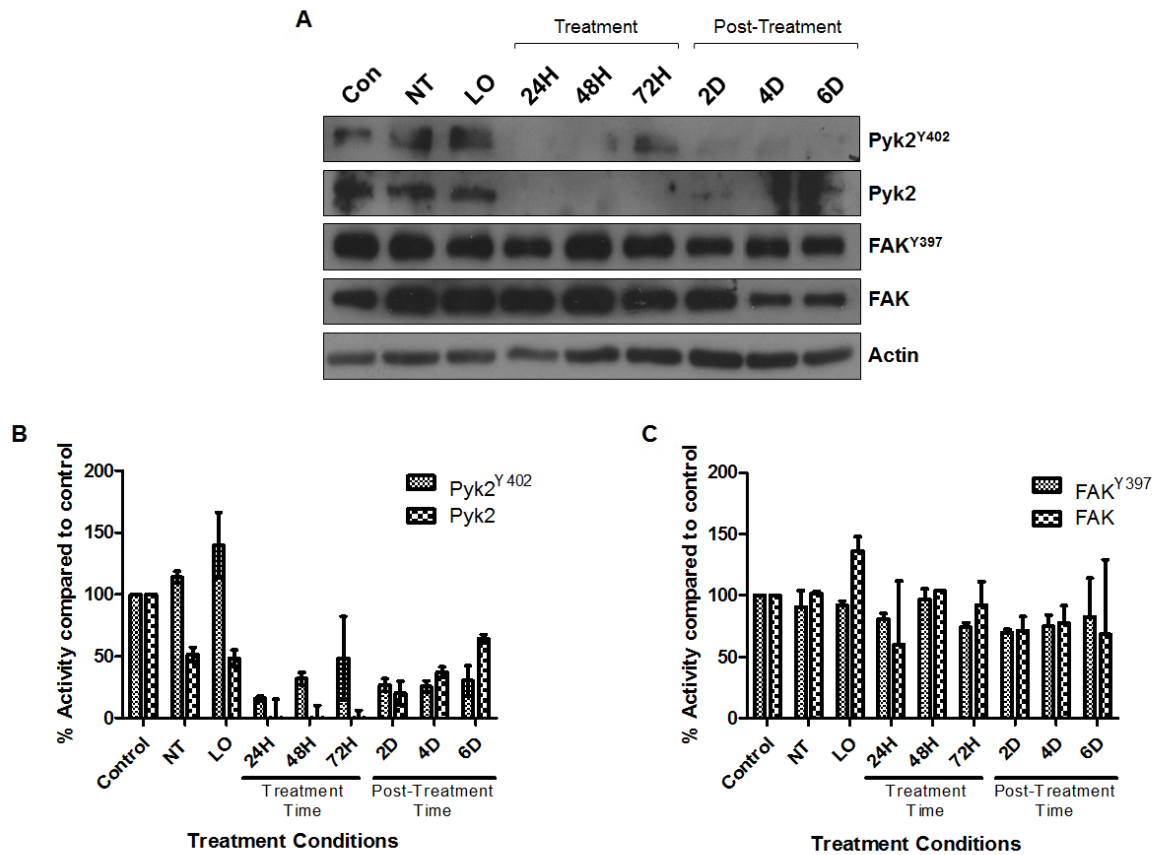 A
Treatment
Post-Treatment
Con NT LO 24H 48H 72H 2D 4D 6D
Pyk2Y402
Pyk2
FAKY397
FAK
Actin
B
% Activity compared to control
200
150
100
50
0
Pyk2Y402
Pyk2
Control NT LO 24H 48H 72H 2D 4D 6D
Treatment Time
Post-Treatment Time
Treatment Conditions
C
% Activity compared to control
200
150
100
50
0
FAKY397
FAK
Control NT LO 24H 48H 72H 2D 4D 6D
Treatment Time
Post-Treatment Time
Treatment Conditions